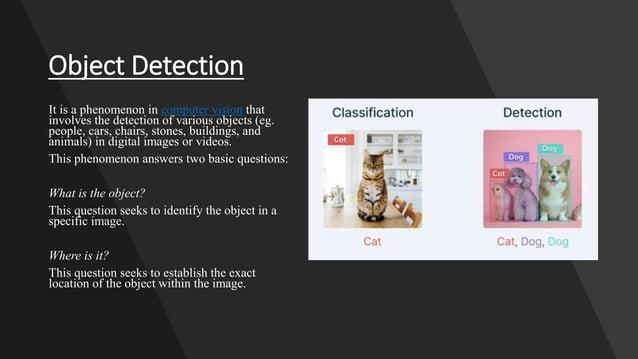 Object Detection
It is a phenomenon in computer vision that
involves the detection of various objects (eg.
people, cars, chairs, stones, buildings, and
animals) in digital images or videos.
This phenomenon answers two basic questions:
What is the object?
This question seeks to identify the object in a
specific image.
Where is it?
This question seeks to establish the exact
location of the object within the image.
Classification
Cat
Cat
Detection
Dog
Dog
Cat
Cat, Dog, Dog